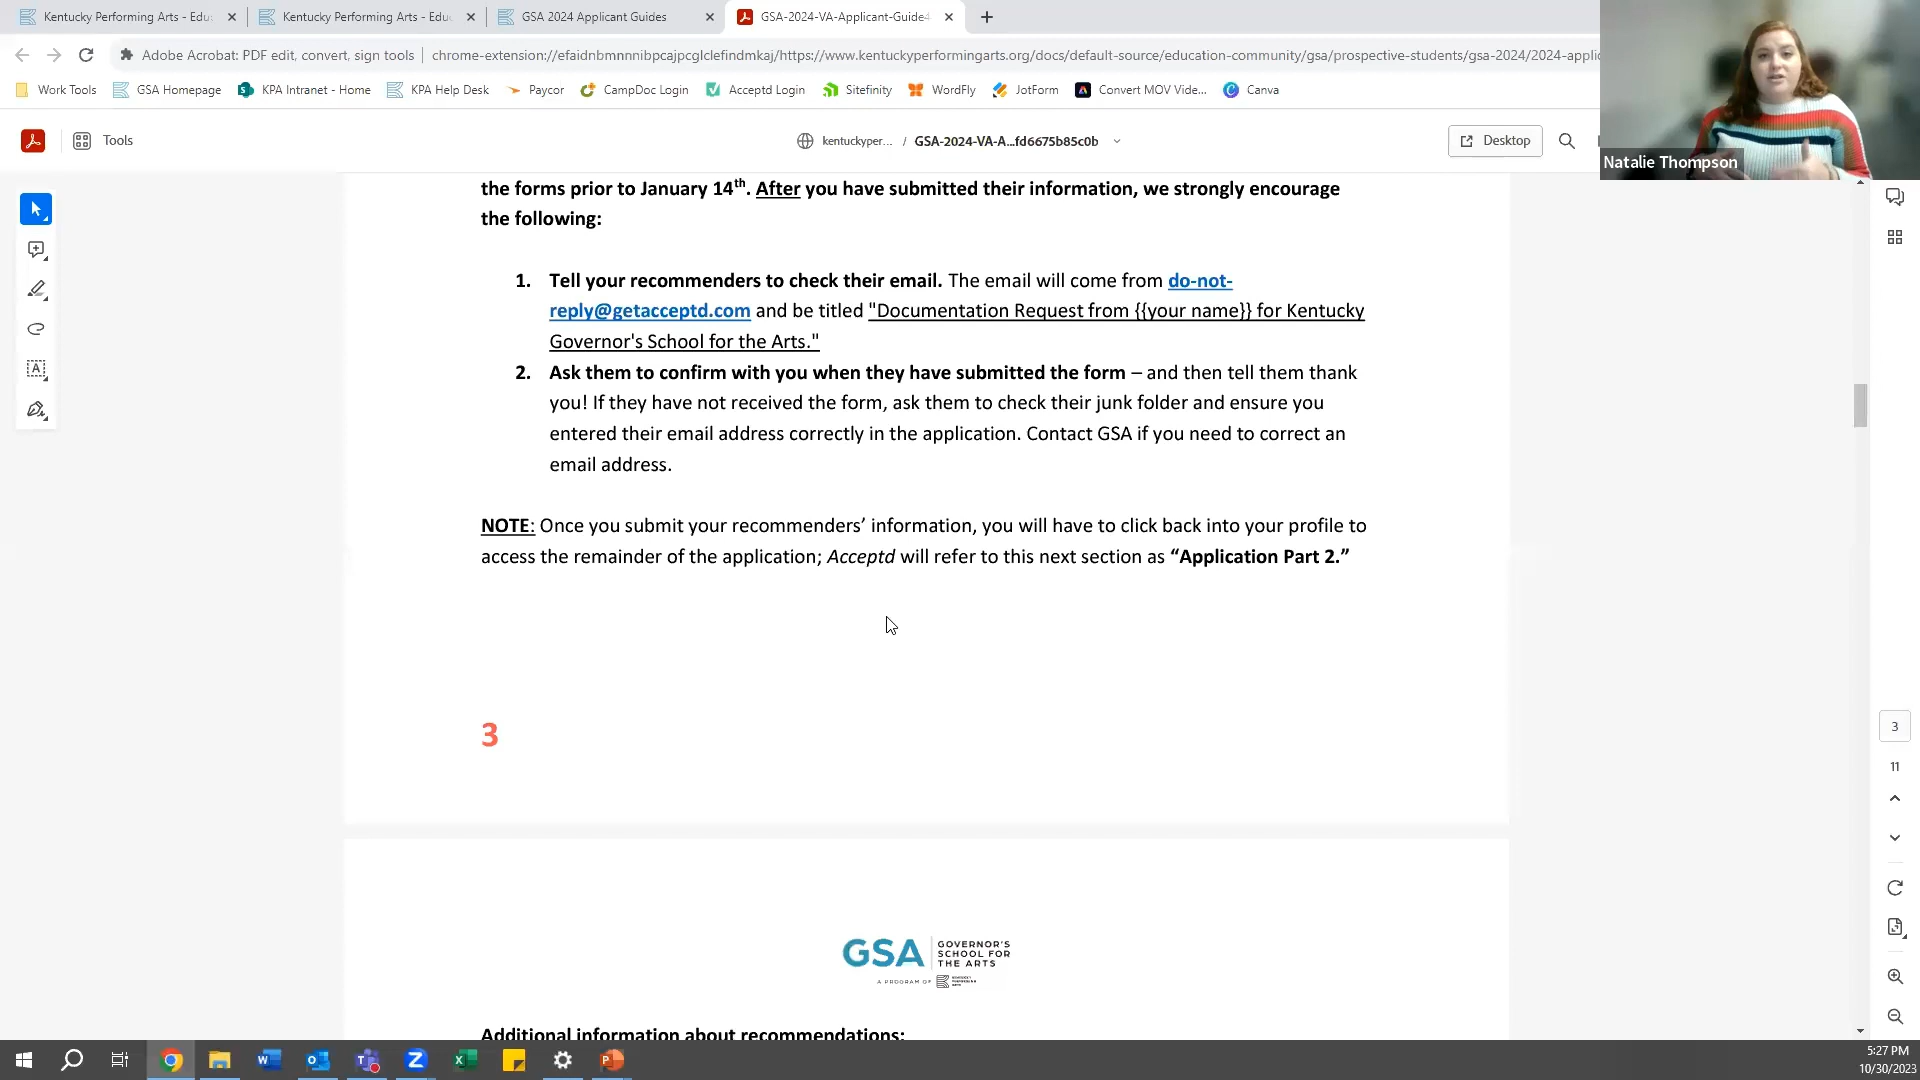 Kentucky Performing Arts - Edu
Kentucky Performing Arts - Edu
GSA 2024 Applicant Guides
GSA-2024-VA-Applicant-Guide4
Adobe Acrobat: PDF edit, convert, sign tools
chrome-extension://efaidnbmnnnibpcajpcglclefindmkaj/https://www.kentuckyperformingarts.org/docs/default-source/education-community/gsa/prospective-students/gsa-2024/2024-applic
Work Tools
GSA Homepage
KPA Intranet - Home
KPA Help Desk
Paycor
CampDoc Login
Acceptd Login
Sitefinity
WordFly
JotForm
Convert MOV Vide...
Canva
Natalie Thompson
Tools
kentuckyper... / GSA-2024-VA-A...fd6675b85c0b
Desktop
the forms prior to January 14th. After you have submitted their information, we strongly encourage
the following:
1. Tell your recommenders to check their email. The email will come from do-not-
reply@getacceptd.com and be titled "Documentation Request from {{your name}} for Kentucky
Governor's School for the Arts."
2. Ask them to confirm with you when they have submitted the form – and then tell them thank
you! If they have not received the form, ask them to check their junk folder and ensure you
entered their email address correctly in the application. Contact GSA if you need to correct an
email address.
NOTE: Once you submit your recommenders’ information, you will have to click back into your profile to
access the remainder of the application; Acceptd will refer to this next section as “Application Part 2.”
3
3
11
GSA
GOVERNOR'S
SCHOOL FOR
THE ARTS
A PROGRAM OF
Additional information about recommendations:
5:27 PM
10/30/2023